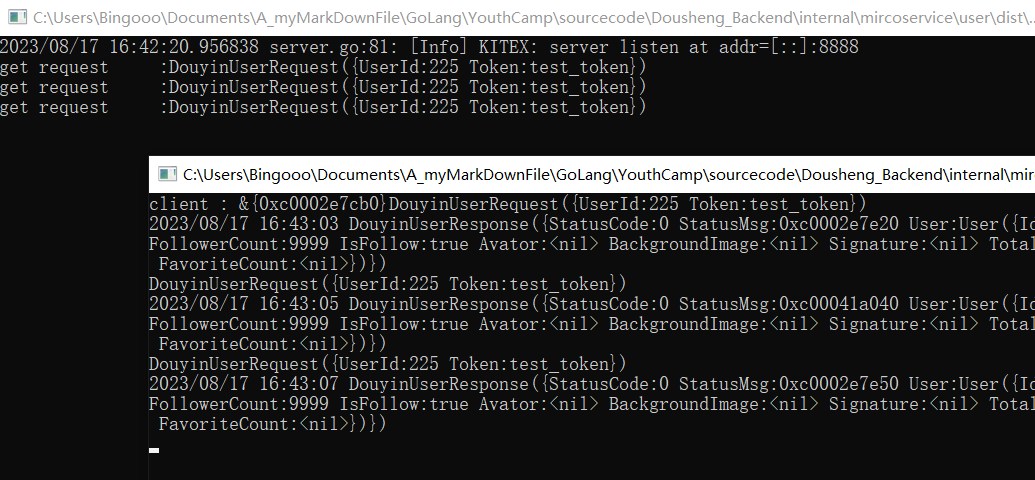 C:\Users\Bingooo\Documents\A_myMarkDownFile\GoLang\YouthCamp\sourcecode\Dousheng_Backend\internal\mircoservice\user\dist\..
2023/08/17 16:42:20.956838 server.go:81: [Info] KITEX: server listen at addr=[::]:8888
get request     :DouyinUserRequest({UserId:225 Token:test_token})
get request     :DouyinUserRequest({UserId:225 Token:test_token})
get request     :DouyinUserRequest({UserId:225 Token:test_token})
C:\Users\Bingooo\Documents\A_myMarkDownFile\GoLang\YouthCamp\sourcecode\Dousheng_Backend\internal\mir
client : &{0xc0002e7cb0}DouyinUserRequest({UserId:225 Token:test_token})
2023/08/17 16:43:03 DouyinUserResponse({StatusCode:0 StatusMsg:0xc0002e7e20 User:User({Id
FollowerCount:9999 IsFollow:true Avator:<nil> BackgroundImage:<nil> Signature:<nil> Total
FavoriteCount:<nil>})})
DouyinUserRequest({UserId:225 Token:test_token})
2023/08/17 16:43:05 DouyinUserResponse({StatusCode:0 StatusMsg:0xc00041a040 User:User({Id
FollowerCount:9999 IsFollow:true Avator:<nil> BackgroundImage:<nil> Signature:<nil> Total
FavoriteCount:<nil>})})
DouyinUserRequest({UserId:225 Token:test_token})
2023/08/17 16:43:07 DouyinUserResponse({StatusCode:0 StatusMsg:0xc0002e7e50 User:User({Id
FollowerCount:9999 IsFollow:true Avator:<nil> BackgroundImage:<nil> Signature:<nil> Total
FavoriteCount:<nil>})})